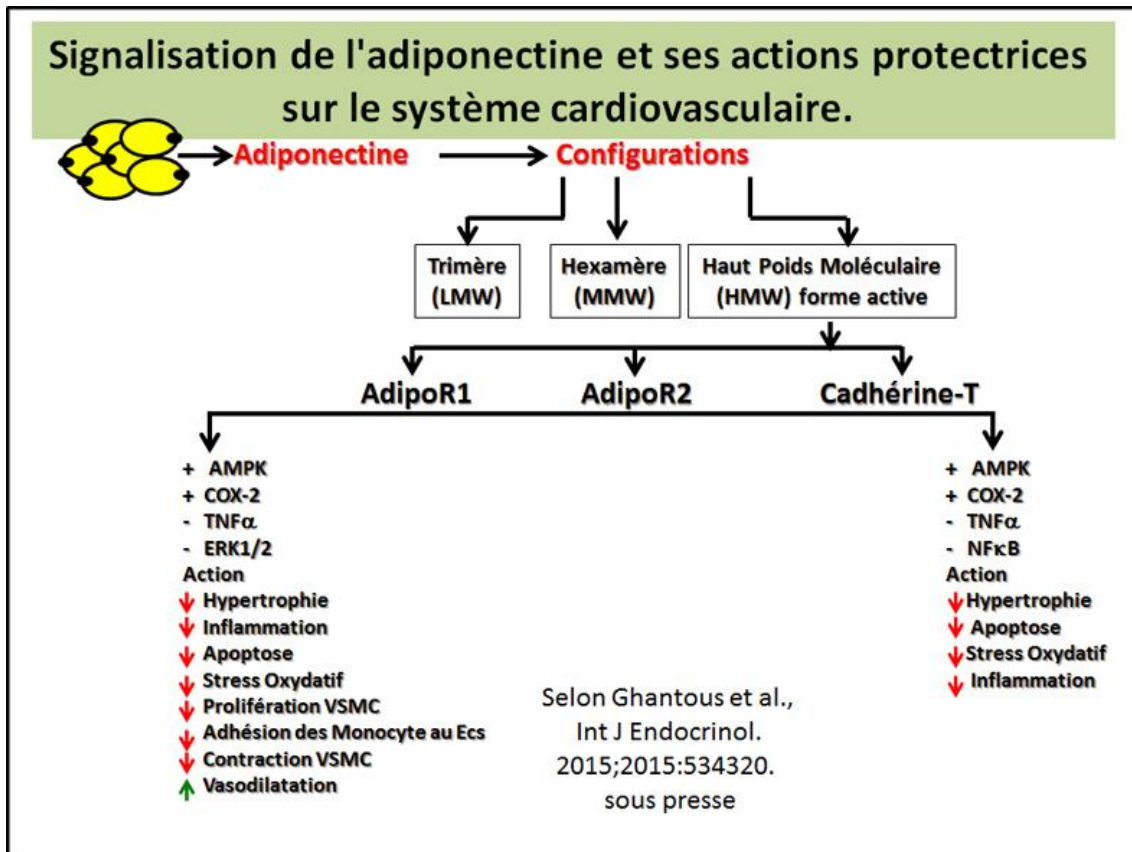 Signalisation de l'adiponectine et ses actions protectrices
sur le système cardiovasculaire.
Adiponectine
Configurations
Trimère
(LMW)
Hexamère
(MMW)
Haut Poids Moléculaire
(HMW) forme active
AdipoR1
AdipoR2
Cadhérine-T
+ AMPK
+ COX-2
- TNFα
- ERK1/2
Action
↓ Hypertrophie
↓ Inflammation
↓ Apoptose
↓ Stress Oxydatif
↓ Prolifération VSMC
↓ Adhésion des Monocyte au Ecs
↓ Contraction VSMC
↑ Vasodilatation
+ AMPK
+ COX-2
- TNFα
- NFκB
Action
↓ Hypertrophie
↓ Apoptose
↓ Stress Oxydatif
↓ Inflammation
Selon Ghantous et al.,
Int J Endocrinol.
2015;2015:534320.
sous presse